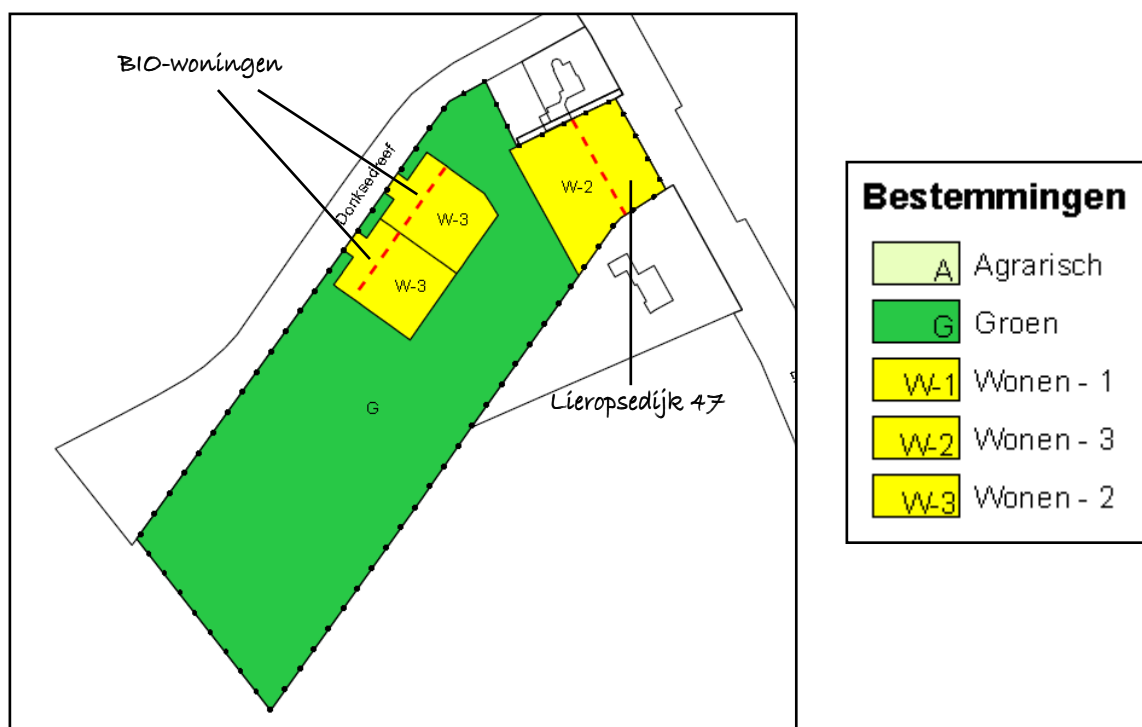 BIO-woningen
Donksedreef
W-2
W-3
W-3
G
Lieropsedijk 47
Bestemmingen
A Agrarisch
G Groen
W-1 Wonen - 1
W-2 Wonen - 3
W-3 Wonen - 2